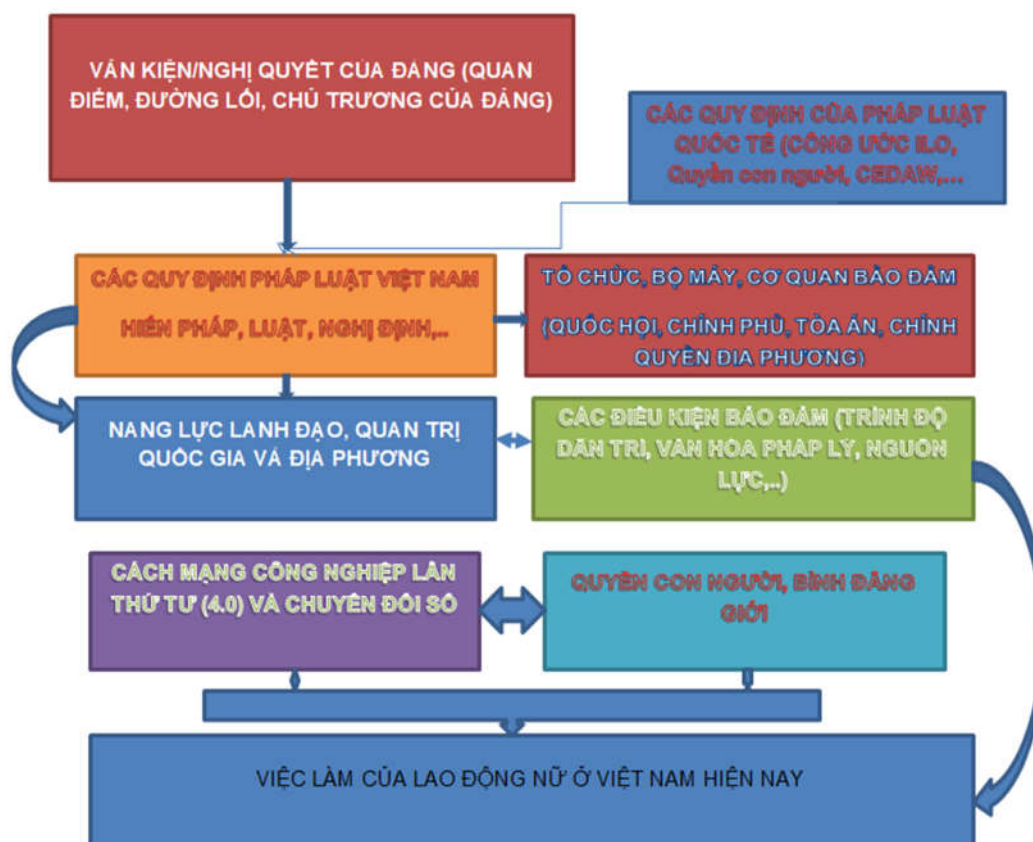 VĂN KIỆN/NGHỊ QUYẾT CỦA ĐẢNG (QUAN
ĐIỂM, ĐƯỜNG LỐI, CHỦ TRƯƠNG CỦA ĐẢNG)
CÁC QUY ĐỊNH CỦA PHÁP LUẬT
QUỐC TẾ (CÔNG ƯỚC ILO,
Quyền con người, CEDAW,...
CÁC QUY ĐỊNH PHÁP LUẬT VIỆT NAM
HIẾN PHÁP, LUẬT, NGHỊ ĐỊNH,..
TỔ CHỨC, BỘ MÁY, CƠ QUAN BẢO ĐẢM
(QUỐC HỘI, CHÍNH PHỦ, TÒA ÁN, CHÍNH
QUYỀN ĐỊA PHƯƠNG)
NĂNG LỰC LÃNH ĐẠO, QUẢN TRỊ
QUỐC GIA VÀ ĐỊA PHƯƠNG
CÁC ĐIỀU KIỆN BẢO ĐẢM (TRÌNH ĐỘ
DÂN TRÍ, VĂN HÓA PHÁP LÝ, NGUỒN
LỰC,..)
CÁCH MẠNG CÔNG NGHIỆP LẦN
THỨ TƯ (4.0) VÀ CHUYỂN ĐỔI SỐ
QUYỀN CON NGƯỜI, BÌNH ĐẲNG
GIỚI
VIỆC LÀM CỦA LAO ĐỘNG NỮ Ở VIỆT NAM HIỆN NAY